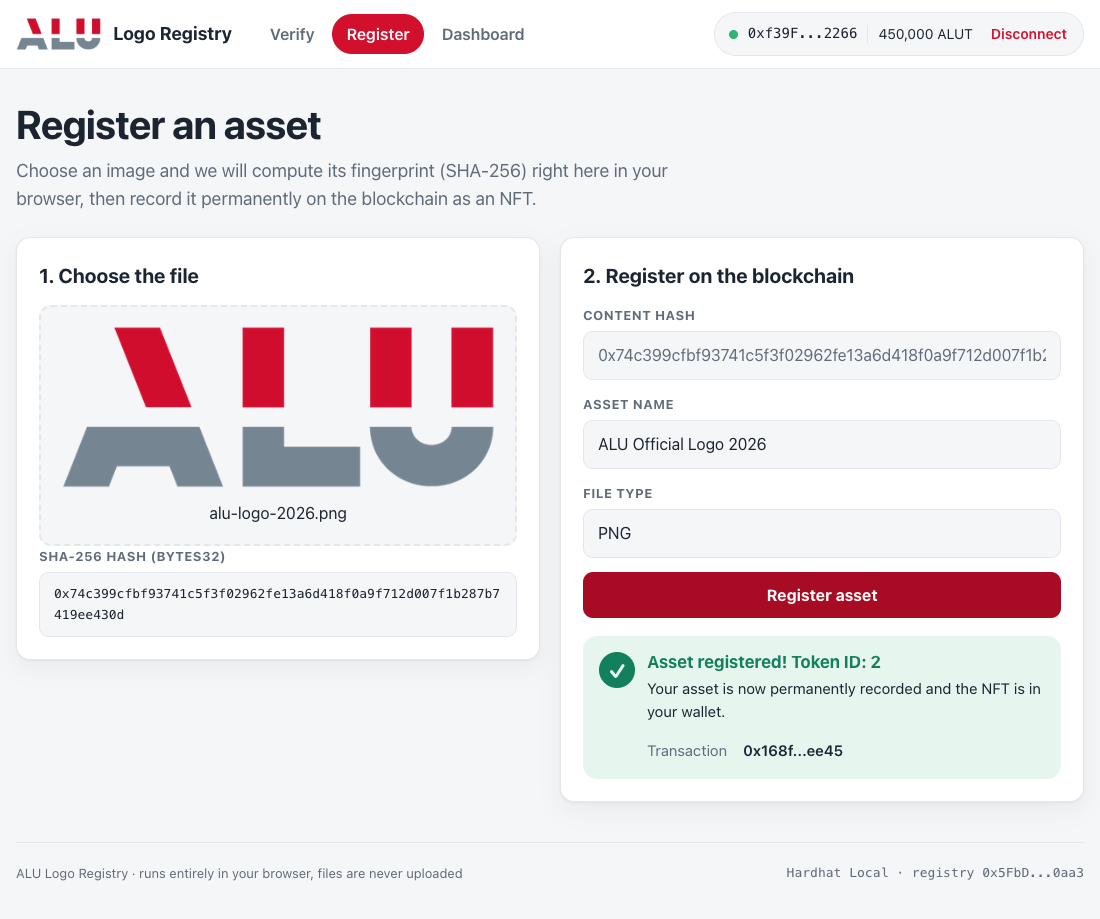 ALU Logo Registry Verify Register Dashboard 0xf39F...2266 450,000 ALUT Disconnect
Register an asset
Choose an image and we will compute its fingerprint (SHA-256) right here in your
browser, then record it permanently on the blockchain as an NFT.
1. Choose the file
ALU
alu-logo-2026.png
SHA-256 HASH (BYTES32)
0x74c399cfbf93741c5f3f02962fe13a6d418f0a9f712d007f1b287b7
419ee430d
2. Register on the blockchain
CONTENT HASH
0x74c399cfbf93741c5f3f02962fe13a6d418f0a9f712d007f1b2
ASSET NAME
ALU Official Logo 2026
FILE TYPE
PNG
Register asset
Asset registered! Token ID: 2
Your asset is now permanently recorded and the NFT is in
your wallet.
Transaction 0x168f...ee45
ALU Logo Registry · runs entirely in your browser, files are never uploaded
Hardhat Local · registry 0x5FbD...0aa3